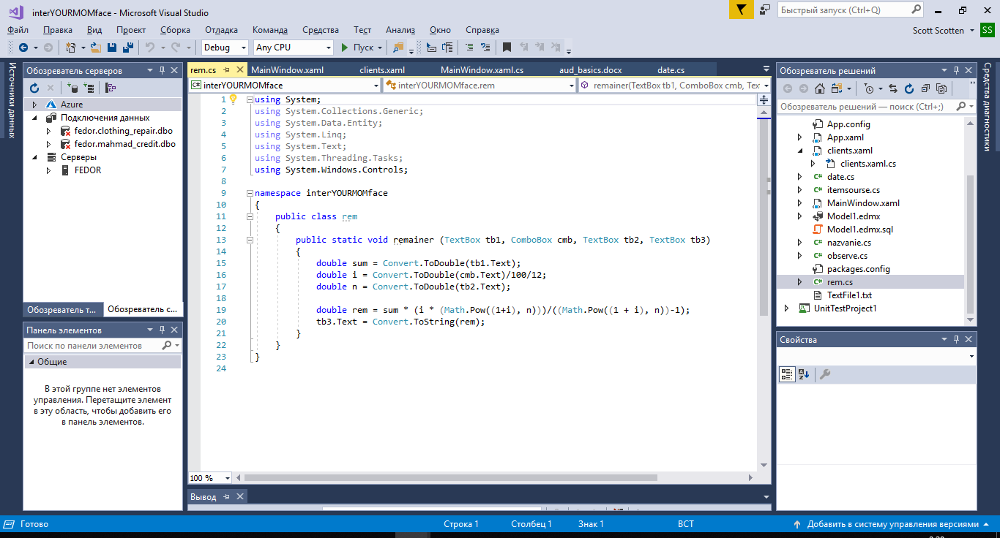 interYOURMOMface - Microsoft Visual Studio
Быстрый запуск (Ctrl+Q)
Файл Правка Вид Проект Сборка Отладка Команда Средства Тест Анализ Окно Справка
Scott Scotten SS
Debug Any CPU Пуск
Источники данных
Обозреватель серверов
Azure
Подключения данных
fedor.clothing_repair.dbo
fedor.mahmad_credit.dbo
Серверы
FEDOR
Обозреватель т... Обозреватель с...
Панель элементов
Поиск по панели элементов
Общие
В этой группе нет элементов
управления. Перетащите элемент
в эту область, чтобы добавить его
в панель элементов.
rem.cs MainWindow.xaml clients.xaml MainWindow.xaml.cs aud_basics.docx date.cs
C# interYOURMOMface interYOURMOMface.rem remainer(TextBox tb1, ComboBox cmb, Tex
1 using System;
2 using System.Collections.Generic;
3 using System.Data.Entity;
4 using System.Linq;
5 using System.Text;
6 using System.Threading.Tasks;
7 using System.Windows.Controls;
8
9 namespace interYOURMOMface
10 {
11 public class rem
12 {
13 public static void remainer (TextBox tb1, ComboBox cmb, TextBox tb2, TextBox tb3)
14 {
15 double sum = Convert.ToDouble(tb1.Text);
16 double i = Convert.ToDouble(cmb.Text)/100/12;
17 double n = Convert.ToDouble(tb2.Text);
18
19 double rem = sum * (i * (Math.Pow((1+i), n)))/((Math.Pow((1 + i), n))-1);
20 tb3.Text = Convert.ToString(rem);
21 }
22 }
23 }
24
100 %
Вывод
Обозреватель решений
Обозреватель решений — поиск (Ctrl+;)
App.config
App.xaml
clients.xaml
clients.xaml.cs
C# date.cs
C# itemsourse.cs
MainWindow.xaml
Model1.edmx
Model1.edmx.sql
C# nazvanie.cs
C# observe.cs
packages.config
C# rem.cs
TextFile1.txt
UnitTestProject1
Свойства
Средства диагностики
Готово Строка 1 Столбец 1 Знак 1 ВСТ Добавить в систему управления версиями